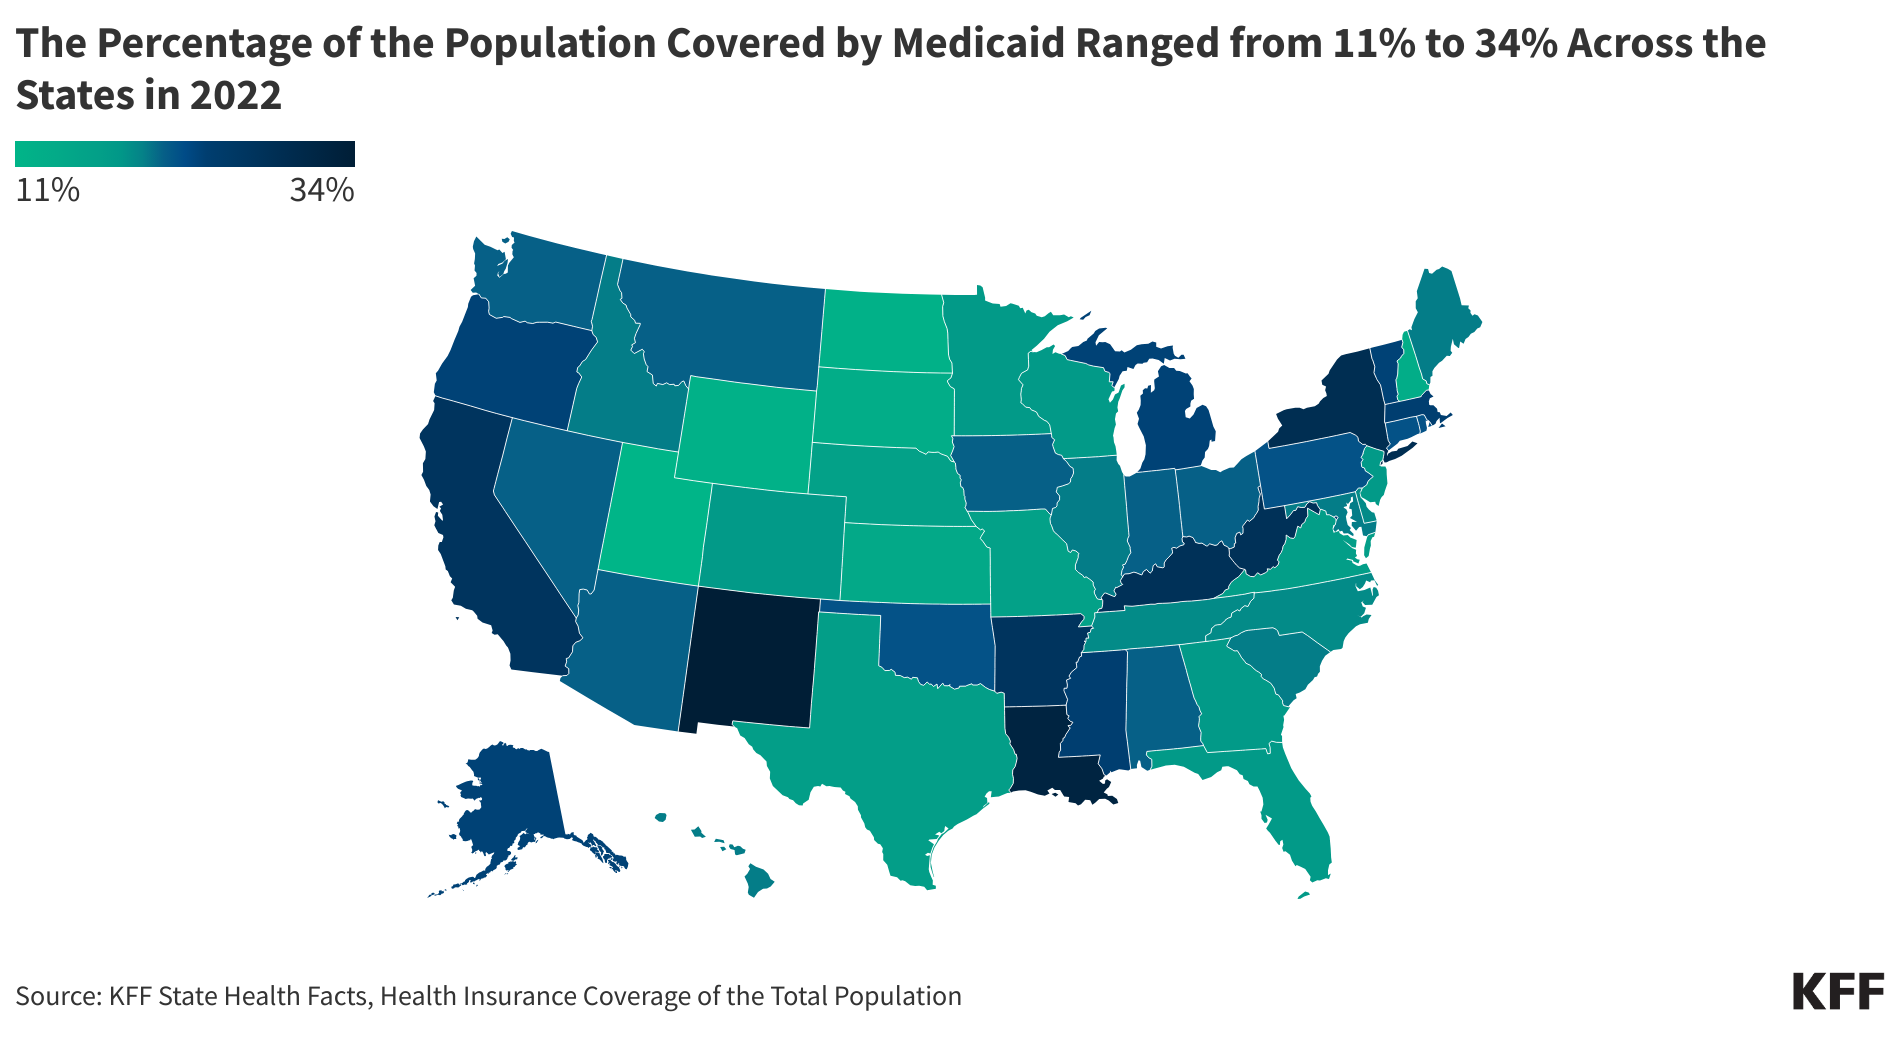 The Percentage of the Population Covered by Medicaid Ranged from 11% to 34% Across the
States in 2022
11% 34%
Source: KFF State Health Facts, Health Insurance Coverage of the Total Population
KFF